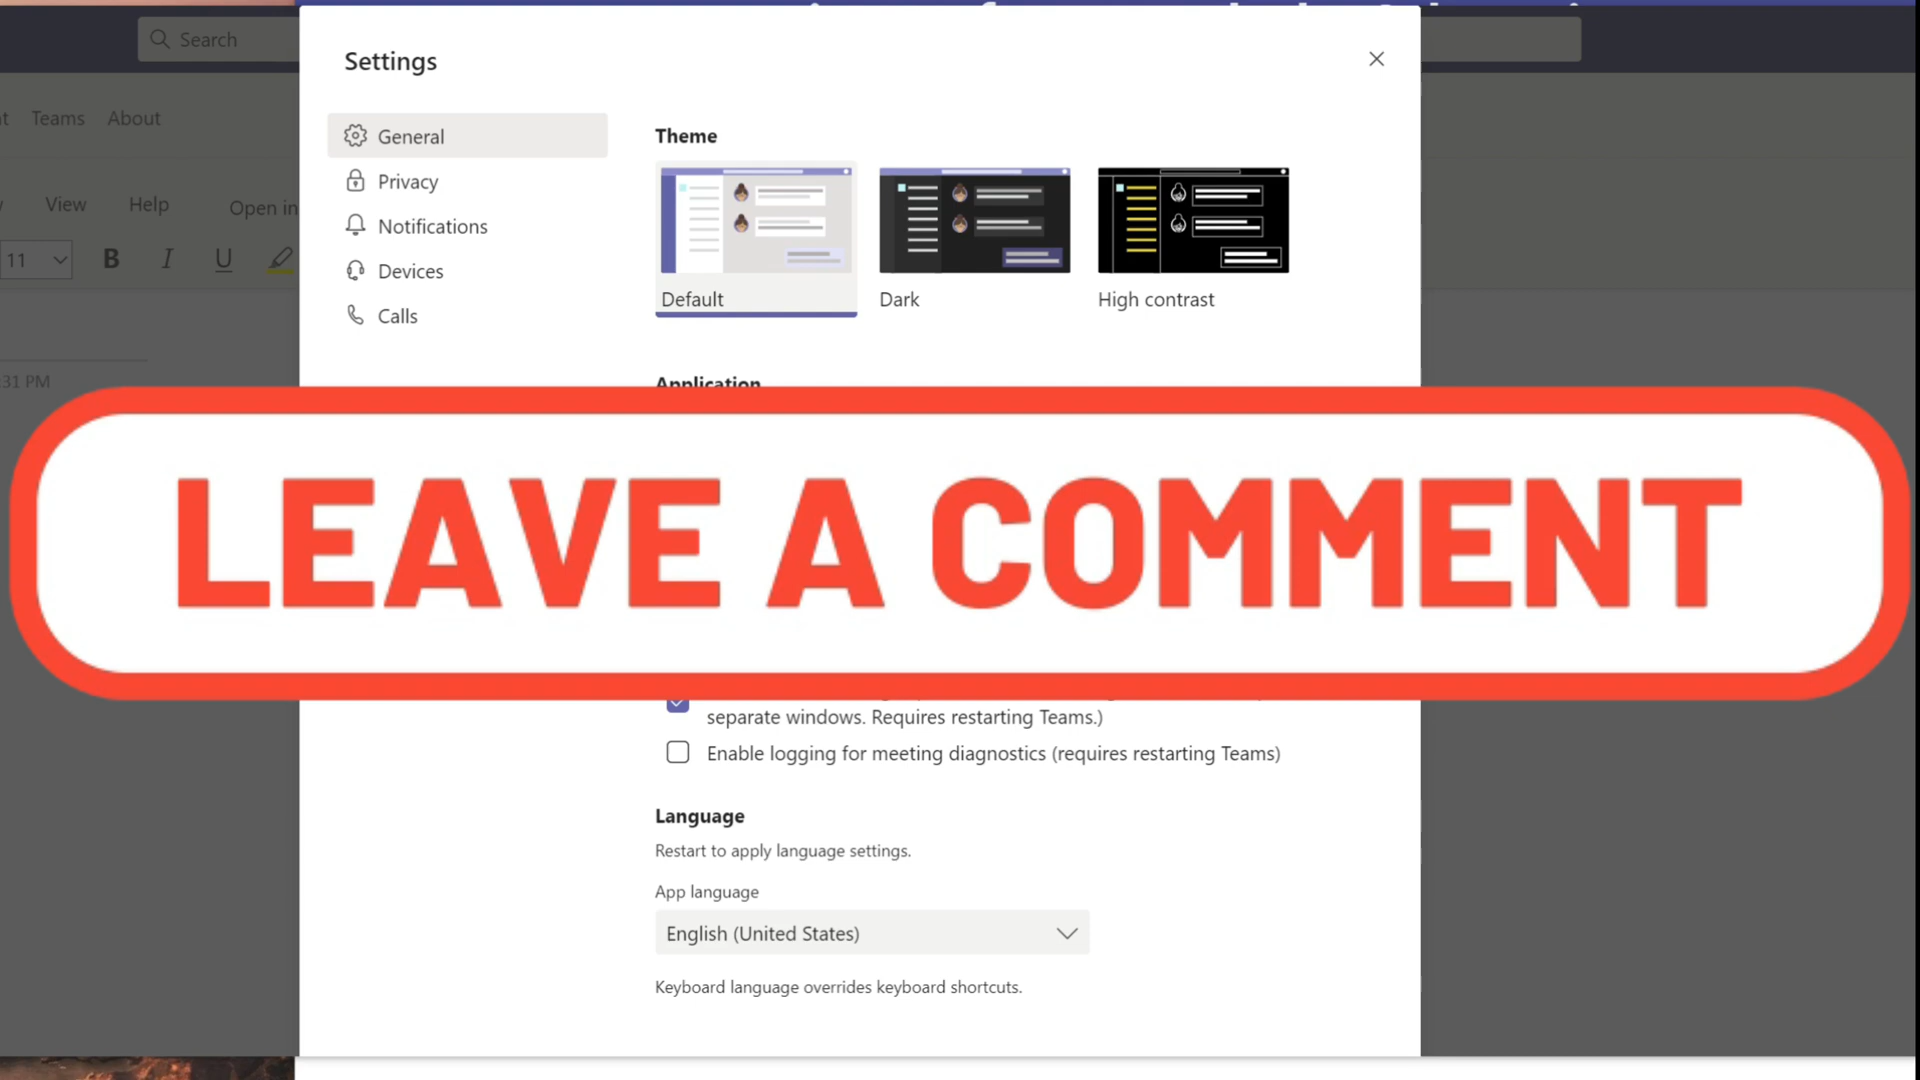 Search
Settings
Teams About
General
Theme
Privacy
View Help Open in
Notifications
11 B I U
Devices
Default Dark High contrast
Calls
31 PM
Application
LEAVE A COMMENT
separate windows. Requires restarting Teams.)
Enable logging for meeting diagnostics (requires restarting Teams)
Language
Restart to apply language settings.
App language
English (United States)
Keyboard language overrides keyboard shortcuts.